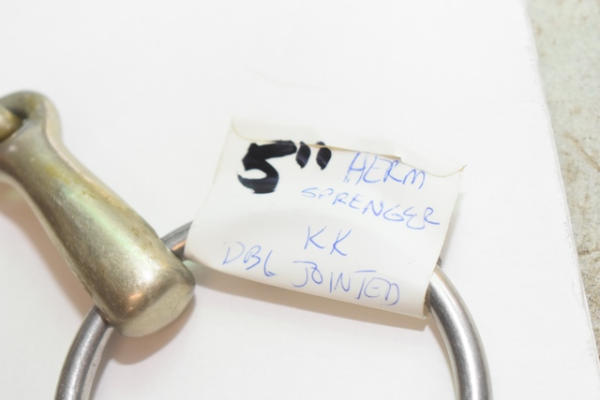 5" HERM
SPRENGER
KK
DBL JOINTED